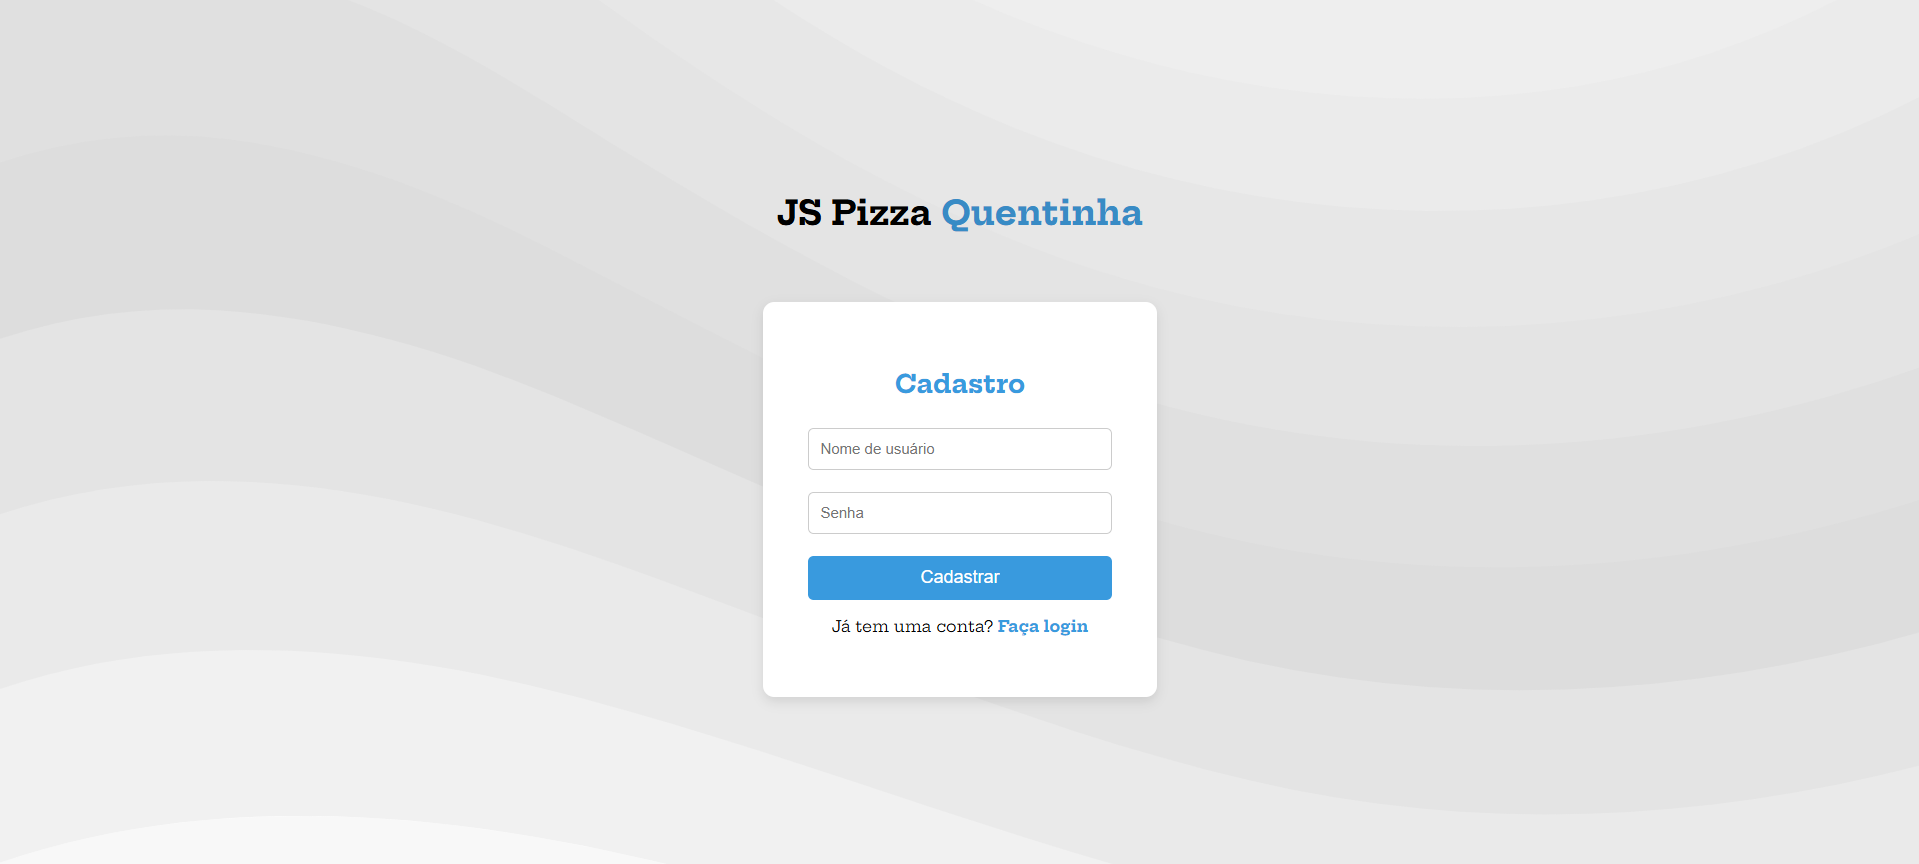 JS Pizza Quentinha
Cadastro
Nome de usuário
Senha
Cadastrar
Já tem uma conta? Faça login